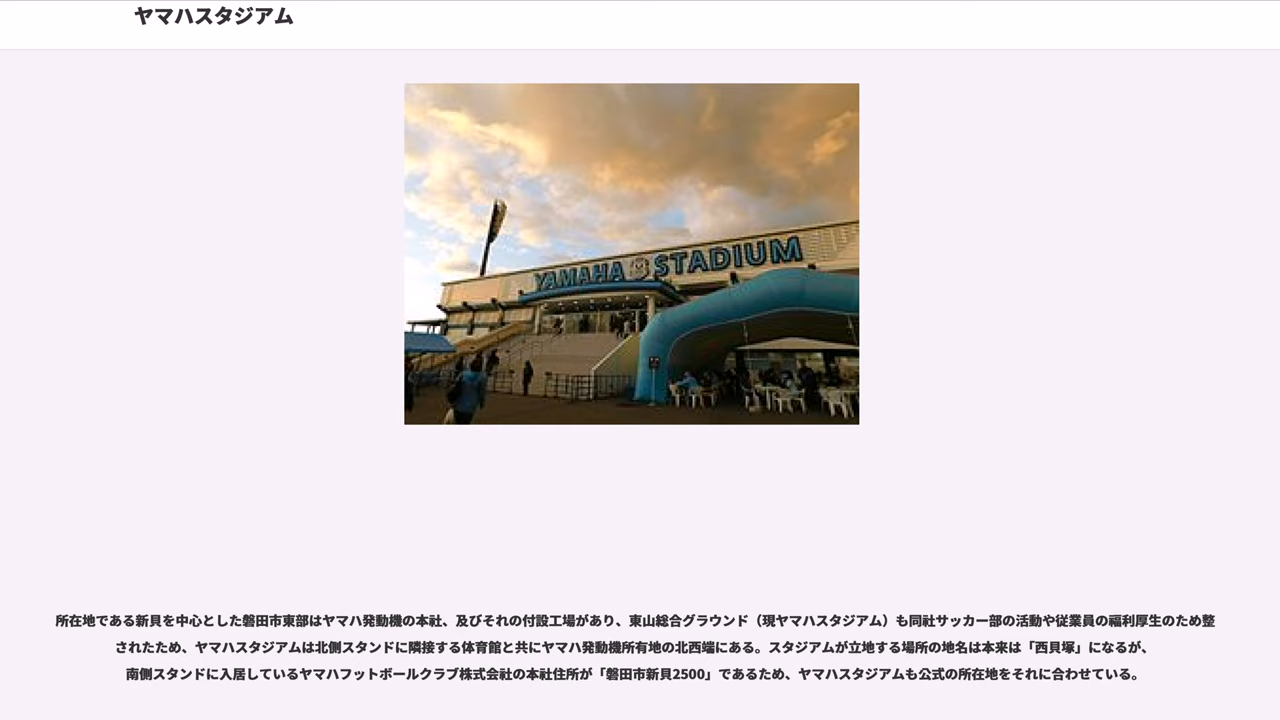 ヤマハスタジアム
YAMAHA STADIUM
所在地である新貝を中心とした磐田市東部はヤマハ発動機の本社、及びそれの付設工場があり、東山総合グラウンド（現ヤマハスタジアム）も同社サッカー部の活動や従業員の福利厚生のため整
されたため、ヤマハスタジアムは北側スタンドに隣接する体育館と共にヤマハ発動機所有地の北西端にある。スタジアムが立地する場所の地名は本来は「西貝塚」になるが、
南側スタンドに入居しているヤマハフットボールクラブ株式会社の本社住所が「磐田市新貝2500」であるため、ヤマハスタジアムも公式の所在地をそれに合わせている。